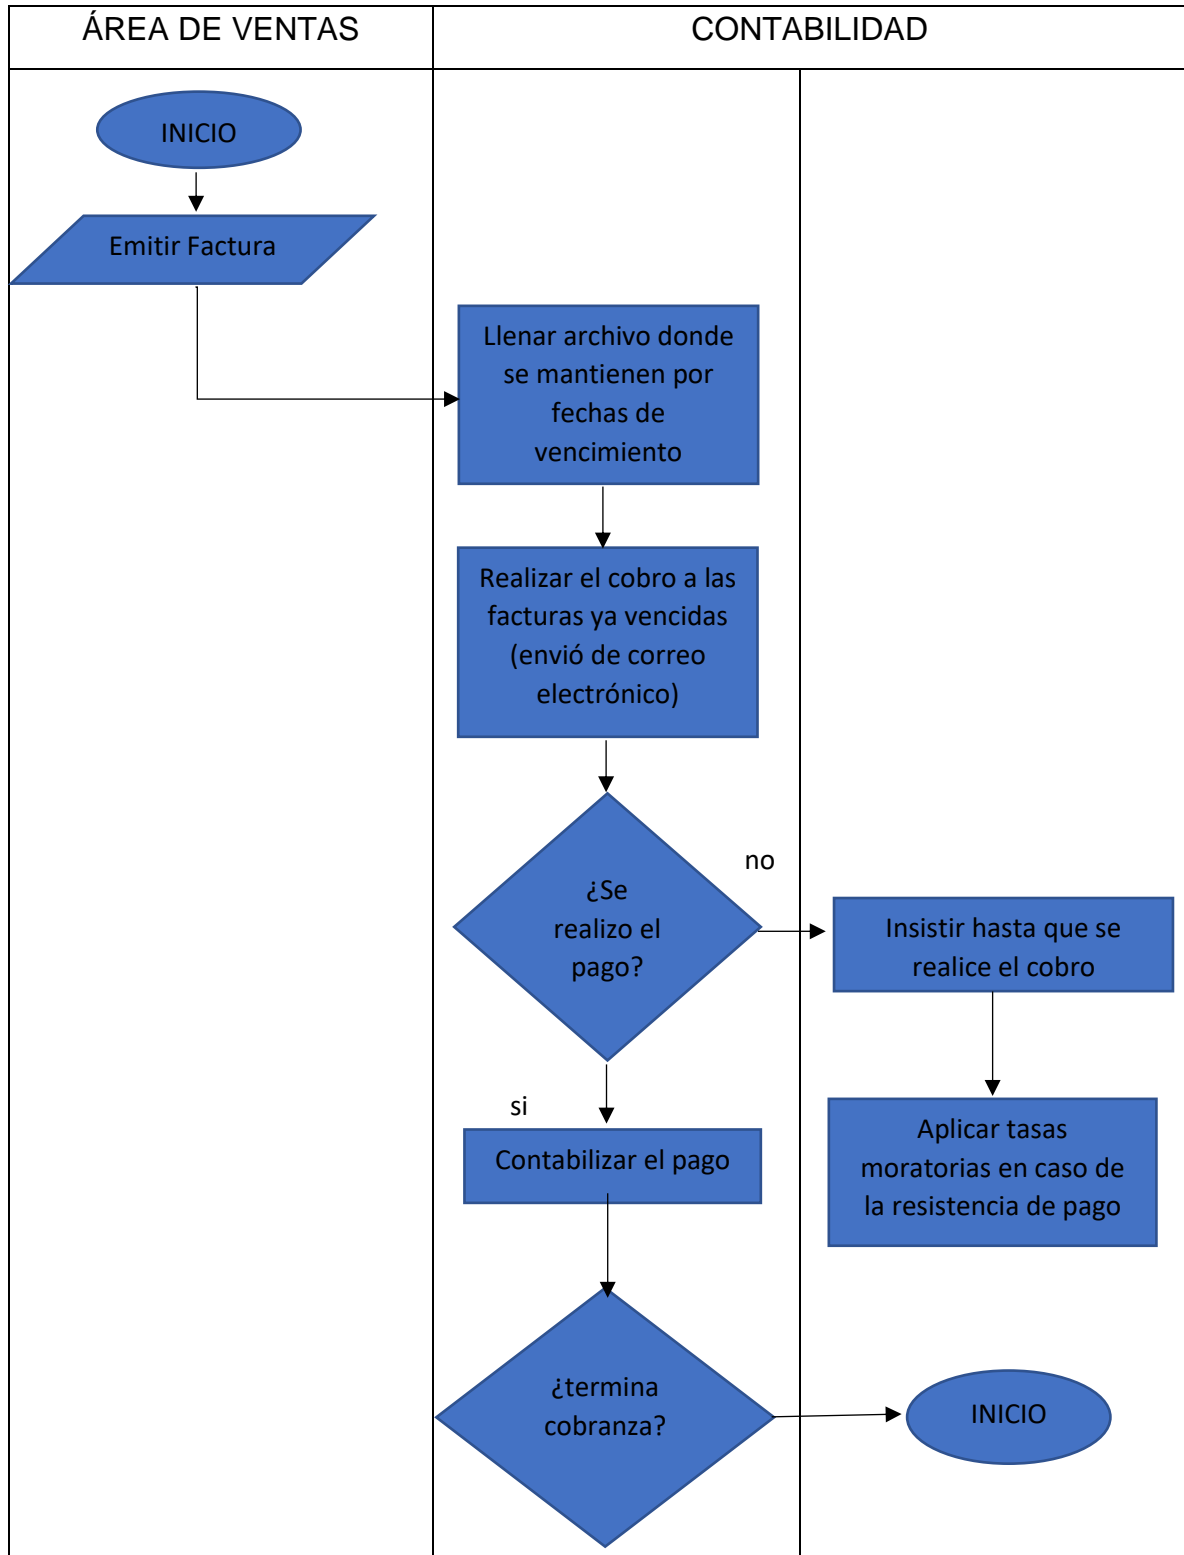 ÁREA DE VENTAS
CONTABILIDAD
INICIO
Emitir Factura
Llenar archivo donde
se mantienen por
fechas de
vencimiento
Realizar el cobro a las
facturas ya vencidas
(envió de correo
electrónico)
¿Se
realizo el
pago?
no
Insistir hasta que se
realice el cobro
Aplicar tasas
moratorias en caso de
la resistencia de pago
si
Contabilizar el pago
¿termina
cobranza?
INICIO